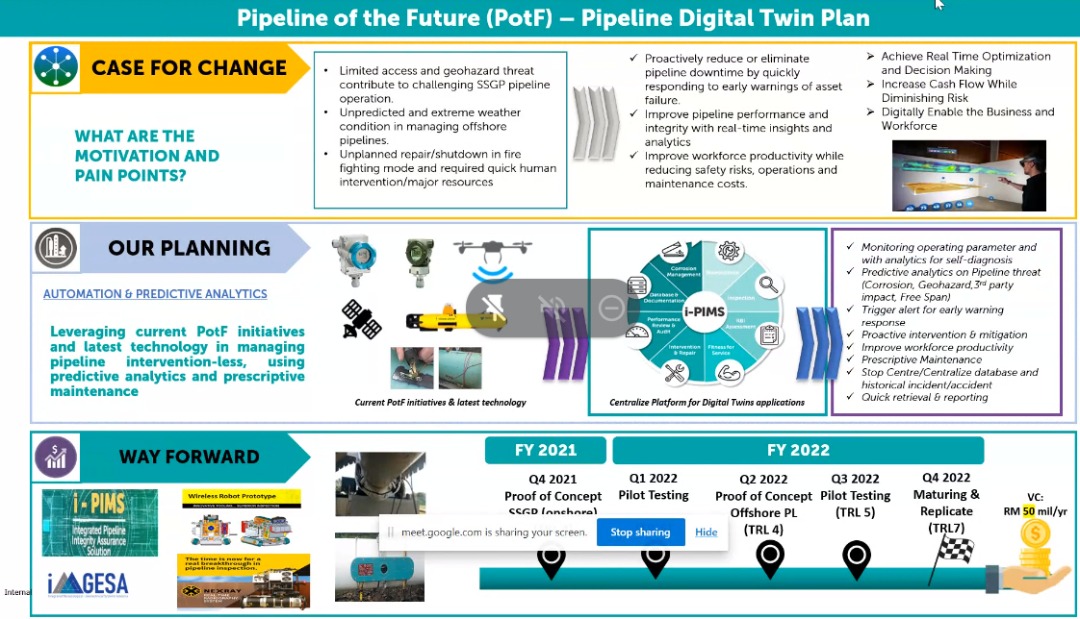 Pipeline of the Future (PotF) – Pipeline Digital Twin Plan
CASE FOR CHANGE
WHAT ARE THE
MOTIVATION AND
PAIN POINTS?
• Limited access and geohazard threat
contribute to challenging SSGP pipeline
operation.
• Unpredicted and extreme weather
condition in managing offshore
pipelines.
• Unplanned repair/shutdown in fire
fighting mode and required quick human
intervention/major resources
✓ Proactively reduce or eliminate
pipeline downtime by quickly
responding to early warnings of asset
failure.
✓ Improve pipeline performance and
integrity with real-time insights and
analytics
✓ Improve workforce productivity while
reducing safety risks, operations and
maintenance costs.
➢ Achieve Real Time Optimization
and Decision Making
➢ Increase Cash Flow While
Diminishing Risk
➢ Digitally Enable the Business and
Workforce
OUR PLANNING
AUTOMATION & PREDICTIVE ANALYTICS
Leveraging current PotF initiatives
and latest technology in managing
pipeline intervention-less, using
predictive analytics and prescriptive
maintenance
Current PotF initiatives & latest technology
Corrosion
Management
Inspection
Assessment
Fitness for
Service
Intervention
& Repair
Performance
Review &
Audit
Database &
Documentation
i-PIMS
Centralize Platform for Digital Twins applications
✓ Monitoring operating parameter and
with analytics for self-diagnosis
✓ Predictive analytics on Pipeline threat
(Corrosion, Geohazard,3rd party
impact, Free Span)
✓ Trigger alert for early warning
response
✓ Proactive intervention & mitigation
✓ Improve workforce productivity
✓ Prescriptive Maintenance
✓ Stop Centre/Centralize database and
historical incident/accident
✓ Quick retrieval & reporting
WAY FORWARD
i - PIMS
Integrated Pipeline
Integrity Assurance
Solution
Wireless Robot Prototype
GESA
The time is now for a
real breakthrough in
pipeline inspection.
NEXRAY
FY 2021
FY 2022
Q4 2021
Proof of Concept
SSGP (onshore)
Q1 2022
Pilot Testing
Q2 2022
Proof of Concept
Offshore PL
(TRL 4)
Q3 2022
Pilot Testing
(TRL 5)
Q4 2022
Maturing &
Replicate
(TRL7)
VC:
RM 50 mil/yr
meet.google.com is sharing your screen.
Stop sharing
Hide
Internal